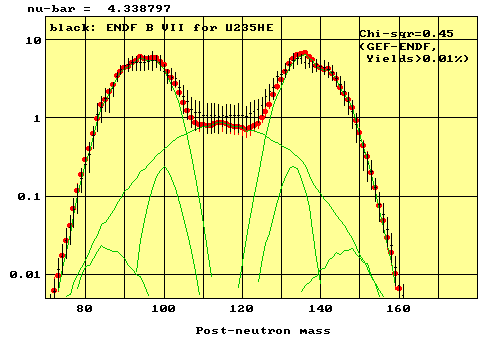 nu-bar =  4.338797
black: ENDF B VII for U235HE
Chi-sqr=0.45
(GEF-ENDF,
Yields>0.01%)
10
1
0.1
0.01
80 100 120 140 160
Post-neutron mass